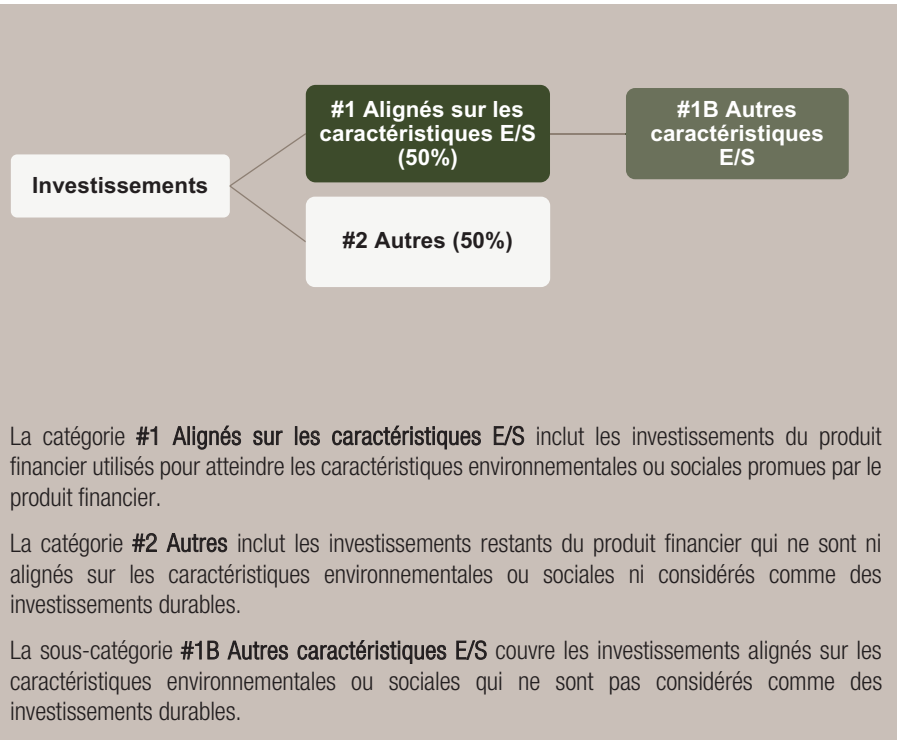 #1 Alignés sur les
caractéristiques E/S
(50%)
#1B Autres
caractéristiques
E/S
Investissements
#2 Autres (50%)
La catégorie #1 Alignés sur les caractéristiques E/S inclut les investissements du produit
financier utilisés pour atteindre les caractéristiques environnementales ou sociales promues par le
produit financier.
La catégorie #2 Autres inclut les investissements restants du produit financier qui ne sont ni
alignés sur les caractéristiques environnementales ou sociales ni considérés comme des
investissements durables.
La sous-catégorie #1B Autres caractéristiques E/S couvre les investissements alignés sur les
caractéristiques environnementales ou sociales qui ne sont pas considérés comme des
investissements durables.